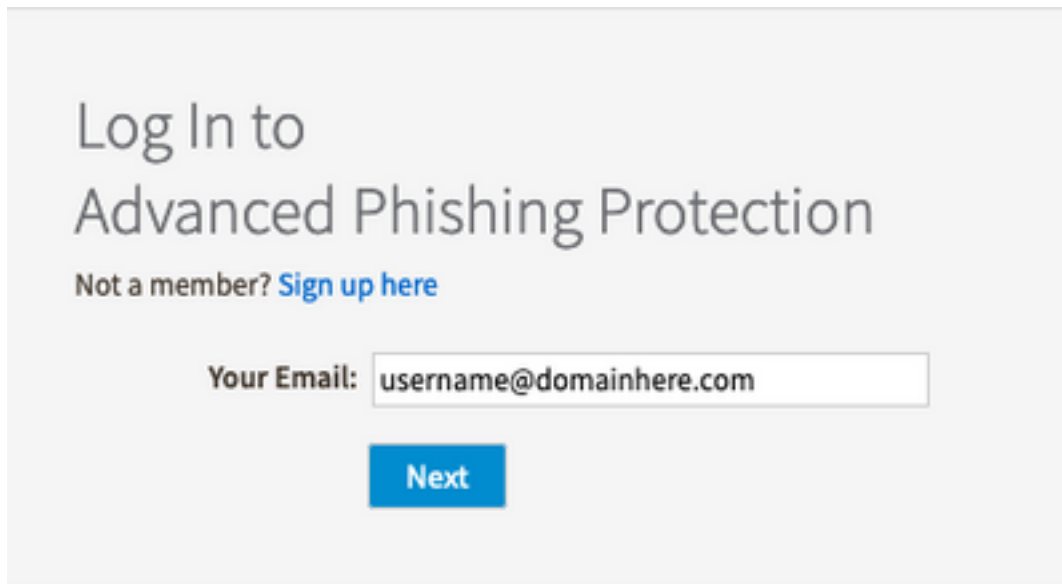 Log In to
Advanced Phishing Protection
Not a member? Sign up here
Your Email: username@domainhere.com
Next